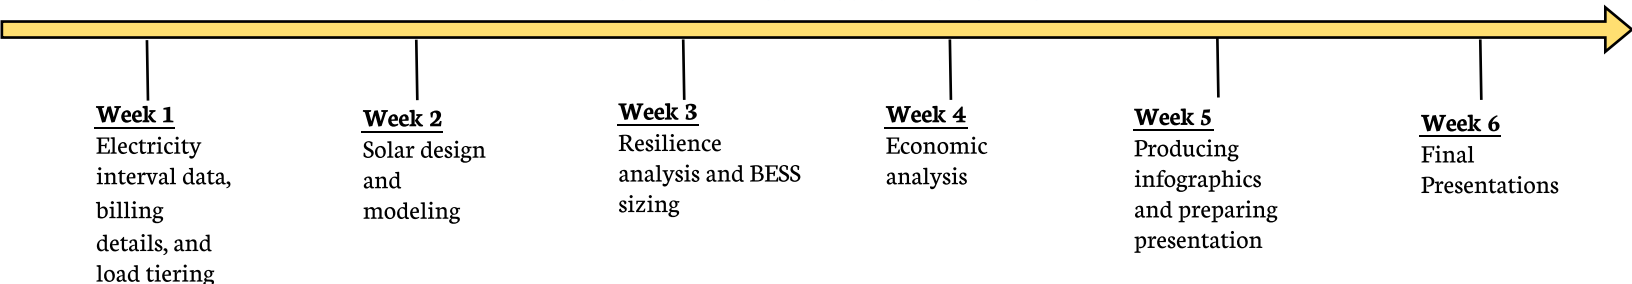 Week 1
Electricity
interval data,
billing
details, and
load tiering
Week 2
Solar design
and
modeling
Week 3
Resilience
analysis and BESS
sizing
Week 4
Economic
analysis
Week 5
Producing
infographics
and preparing
presentation
Week 6
Final
Presentations